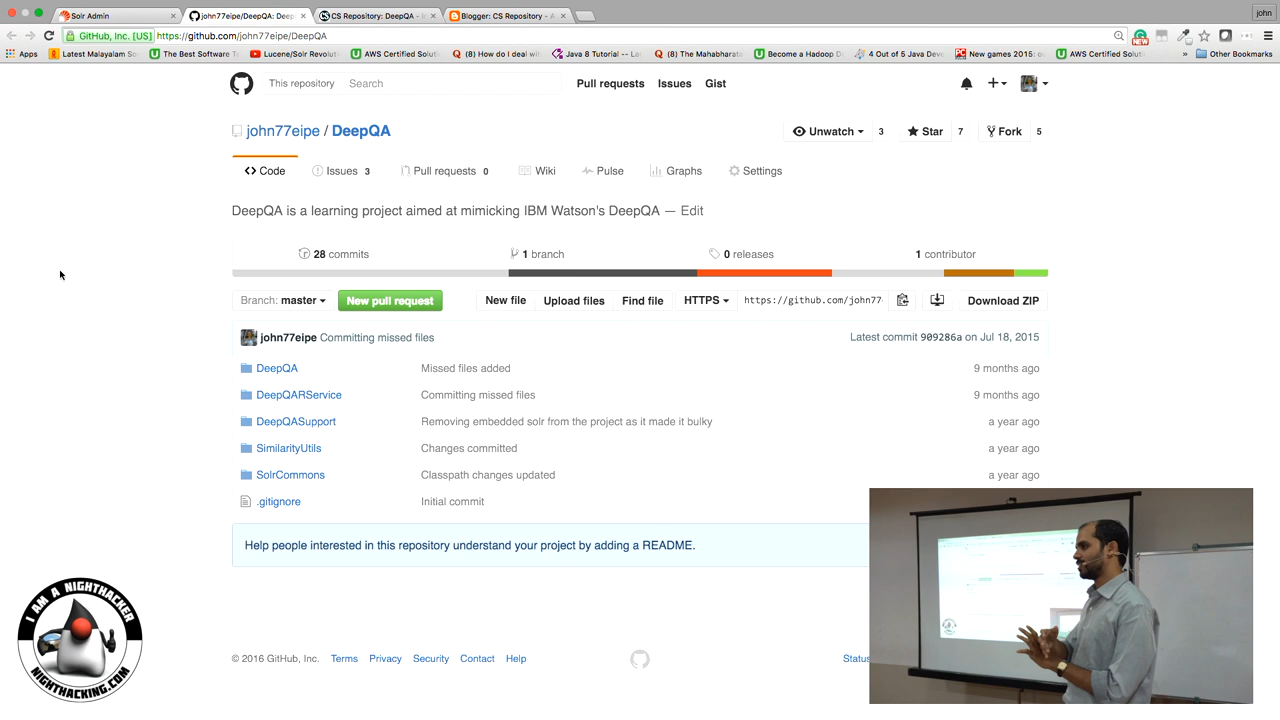 Solr Admin
john77eipe/DeepQA: Deep
CS Repository: DeepQA - I
Blogger: CS Repository - A
john
GitHub, Inc. [US] https://github.com/john77eipe/DeepQA
NEW
Apps Latest Malayalam So The Best Software T Lucene/Solr Revolut AWS Certified Solut (8) How do I deal wi Java 8 Tutorial -- La (8) The Mahabharat Become a Hadoop D 4 Out of 5 Java Deve New games 2015: o AWS Certified Solut » Other Bookmarks
This repository Search Pull requests Issues Gist
john77eipe / DeepQA Unwatch 3 Star 7 Fork 5
Code Issues 3 Pull requests 0 Wiki Pulse Graphs Settings
DeepQA is a learning project aimed at mimicking IBM Watson's DeepQA — Edit
28 commits 1 branch 0 releases 1 contributor
Branch: master New pull request New file Upload files Find file HTTPS https://github.com/john77 Download ZIP
john77eipe Committing missed files Latest commit 909286a on Jul 18, 2015
DeepQA Missed files added 9 months ago
DeepQARService Committing missed files 9 months ago
DeepQASupport Removing embedded solr from the project as it made it bulky a year ago
SimilarityUtils Changes committed a year ago
SolrCommons Classpath changes updated a year ago
.gitignore Initial commit
Help people interested in this repository understand your project by adding a README.
I AM A NIGHTHACKER
NIGHTHACKING.COM
© 2016 GitHub, Inc. Terms Privacy Security Contact Help Status